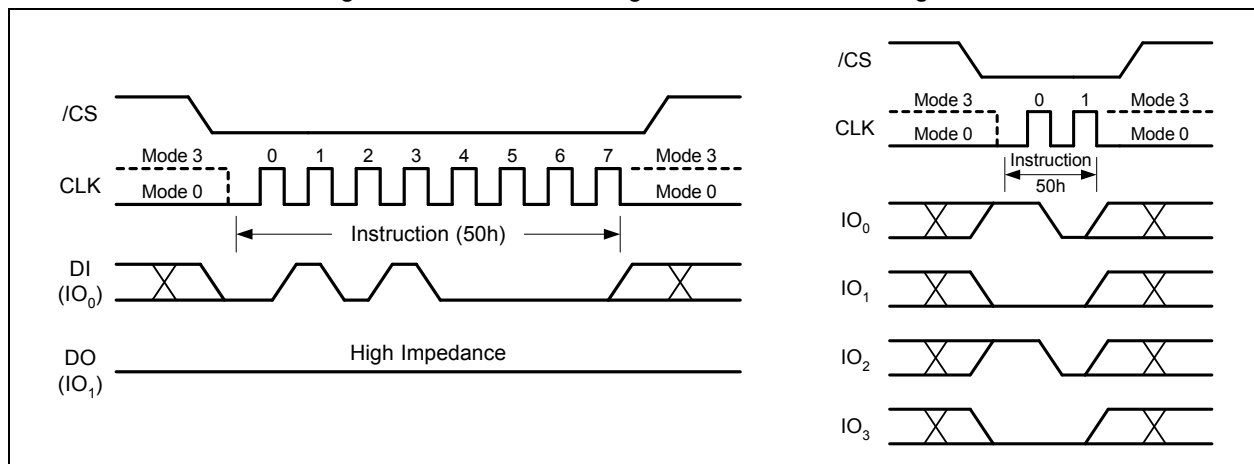 /CS
Mode 3 0 1 2 3 4 5 6 7 Mode 3
CLK
Mode 0 Mode 0
Instruction (50h)
DI
(IO0)
High Impedance
DO
(IO1)
/CS
Mode 3 0 1 Mode 3
CLK
Mode 0 Mode 0
Instruction
50h
IO0
IO1
IO2
IO3